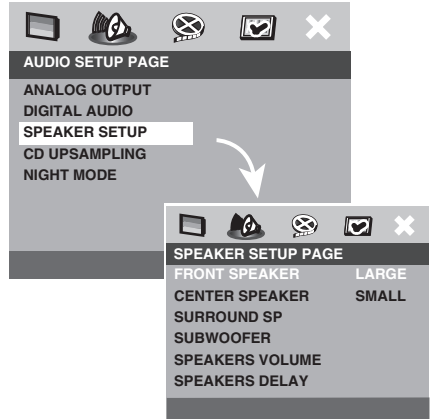 AUDIO SETUP PAGE
ANALOG OUTPUT
DIGITAL AUDIO
SPEAKER SETUP
CD UPSAMPLING
NIGHT MODE
SPEAKER SETUP PAGE
FRONT SPEAKER LARGE
CENTER SPEAKER SMALL
SURROUND SP
SUBWOOFER
SPEAKERS VOLUME
SPEAKERS DELAY